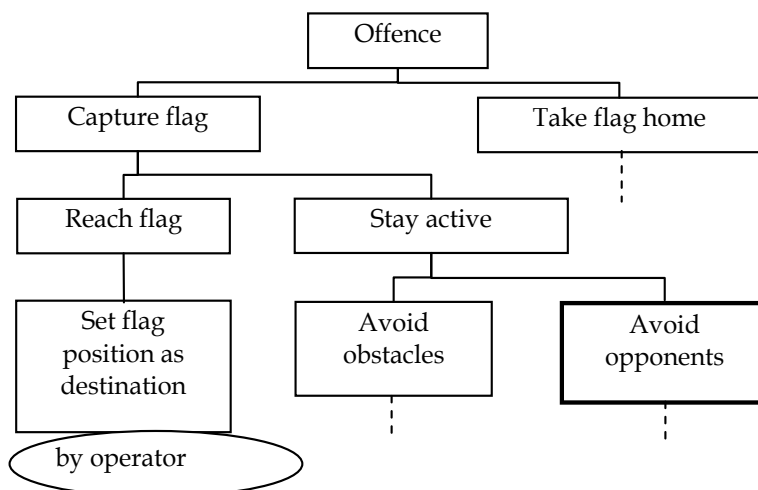 Offence
Capture flag
Take flag home
Reach flag
Stay active
Set flag
position as
destination
Avoid
obstacles
Avoid
opponents
by operator